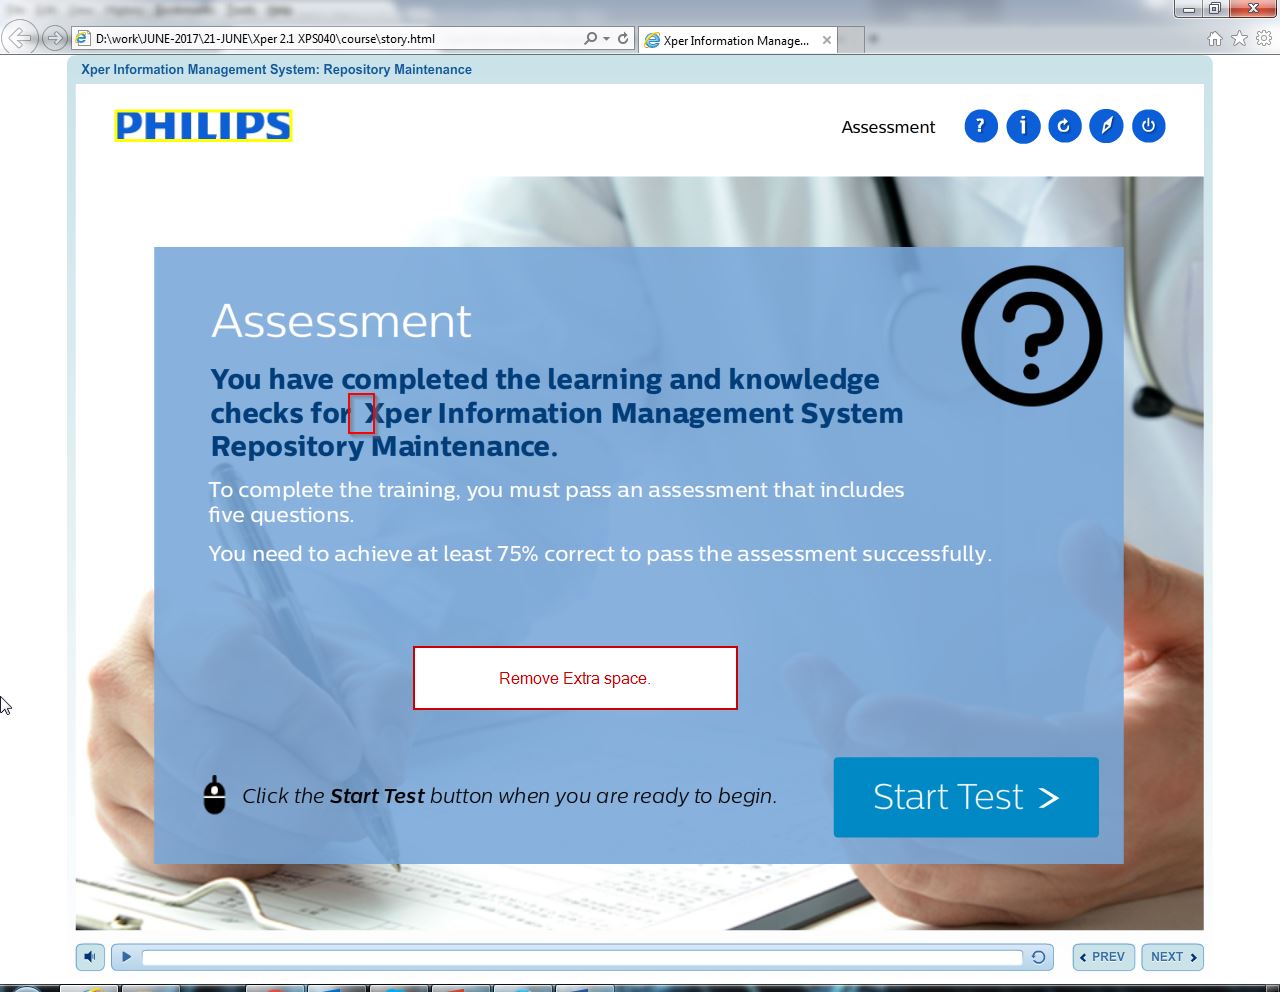 D:\work\JUNE-2017\21-JUNE\Xper 2.1 XPS040\course\story.html
Xper Information Manage...
Xper Information Management System: Repository Maintenance
PHILIPS
Assessment
Assessment
You have completed the learning and knowledge
checks for  Xper Information Management System
Repository Maintenance.
To complete the training, you must pass an assessment that includes
five questions.
You need to achieve at least 75% correct to pass the assessment successfully.
Remove Extra space.
Click the Start Test button when you are ready to begin.
Start Test >
PREV
NEXT